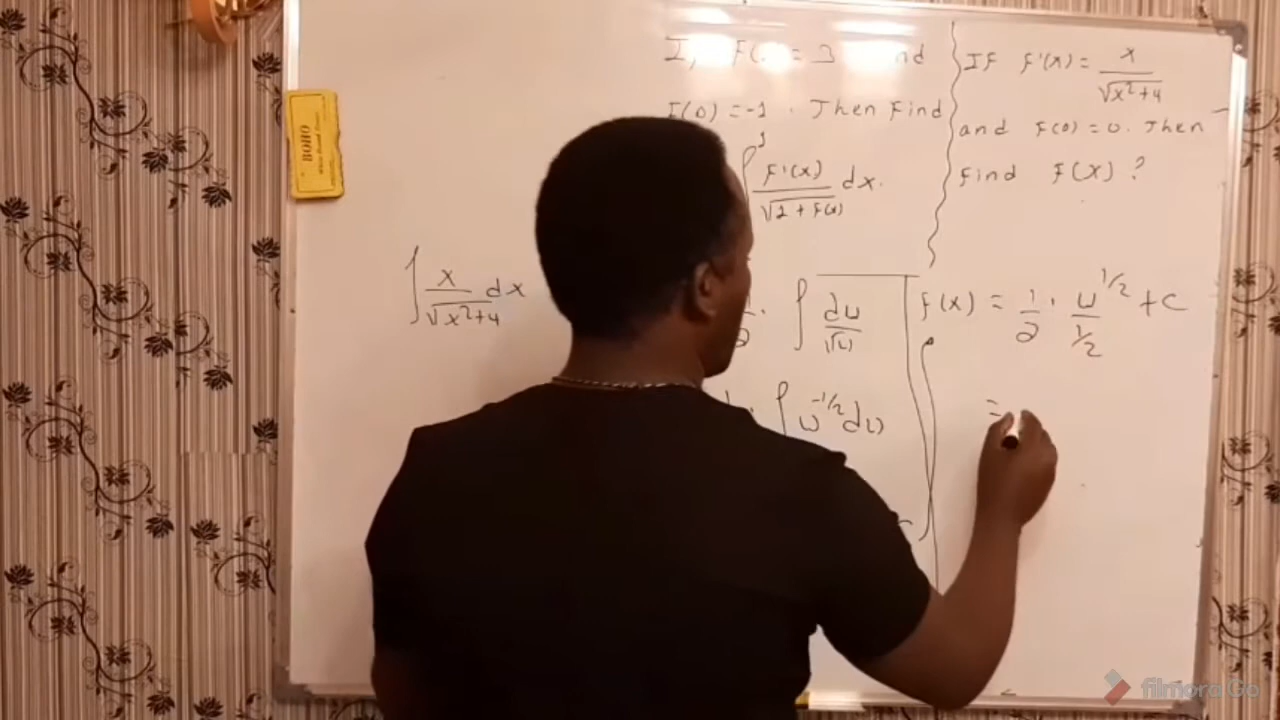 BOHO
F(0) = -1 . Then Find
∫ F'(x)/√(2 + F(x)) dx.
IF F'(x) = x/√(x²+4)
and F(0) = 0. Then
Find F(x) ?
∫ x/√(x²+4) dx
∫ du/√u
∫ u^(-1/2) du
F(x) = 1/2 . u^(1/2)/(1/2) + C
=
filmora Go